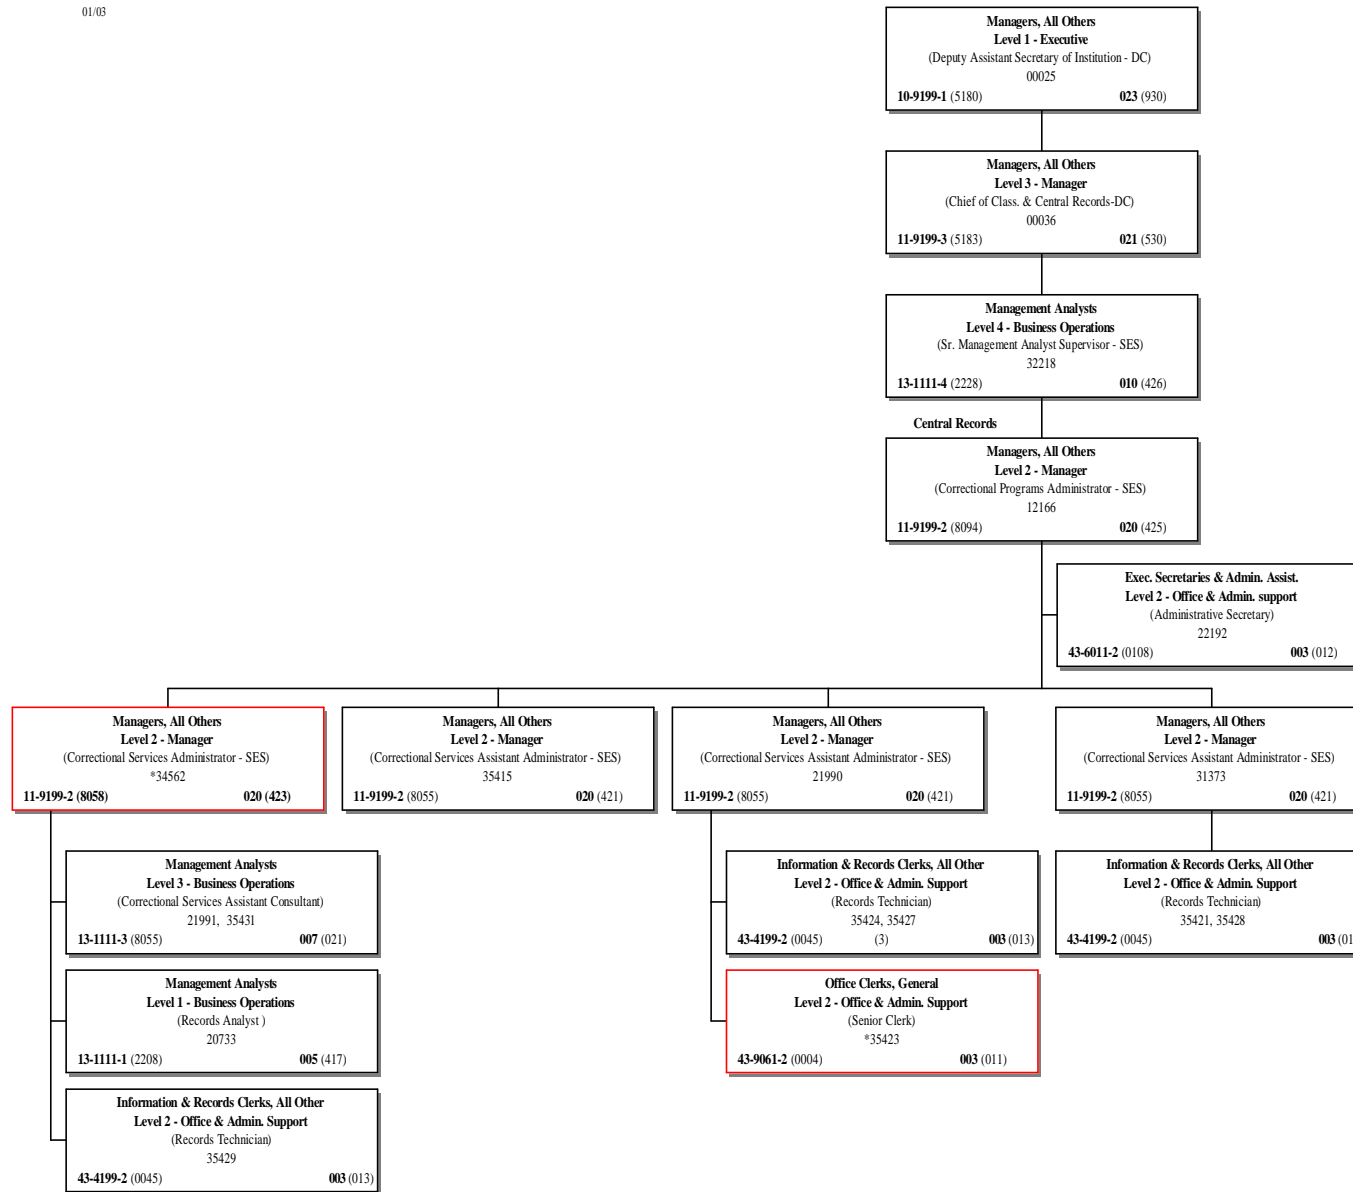 01/03
Managers, All Others
Level 1 - Executive
(Deputy Assistant Secretary of Institution - DC)
00025
10-9199-1 (5180) 023 (930)
Managers, All Others
Level 3 - Manager
(Chief of Class. & Central Records-DC)
00036
11-9199-3 (5183) 021 (530)
Management Analysts
Level 4 - Business Operations
(Sr. Management Analyst Supervisor - SES)
32218
13-1111-4 (2228) 010 (426)
Central Records
Managers, All Others
Level 2 - Manager
(Correctional Programs Administrator - SES)
12166
11-9199-2 (8094) 020 (425)
Exec. Secretaries & Admin. Assist.
Level 2 - Office & Admin. support
(Administrative Secretary)
22192
43-6011-2 (0108) 003 (012)
Managers, All Others
Level 2 - Manager
(Correctional Services Administrator - SES)
*34562
11-9199-2 (8058) 020 (423)
Managers, All Others
Level 2 - Manager
(Correctional Services Assistant Administrator - SES)
35415
11-9199-2 (8055) 020 (421)
Managers, All Others
Level 2 - Manager
(Correctional Services Assistant Administrator - SES)
21990
11-9199-2 (8055) 020 (421)
Managers, All Others
Level 2 - Manager
(Correctional Services Assistant Administrator - SES)
31373
11-9199-2 (8055) 020 (421)
Management Analysts
Level 3 - Business Operations
(Correctional Services Assistant Consultant)
21991, 35431
13-1111-3 (8055) 007 (021)
Management Analysts
Level 1 - Business Operations
(Records Analyst )
20733
13-1111-1 (2208) 005 (417)
Information & Records Clerks, All Other
Level 2 - Office & Admin. Support
(Records Technician)
35429
43-4199-2 (0045) 003 (013)
Information & Records Clerks, All Other
Level 2 - Office & Admin. Support
(Records Technician)
35424, 35427
43-4199-2 (0045) (3) 003 (013)
Office Clerks, General
Level 2 - Office & Admin. Support
(Senior Clerk)
*35423
43-9061-2 (0004) 003 (011)
Information & Records Clerks, All Other
Level 2 - Office & Admin. Support
(Records Technician)
35421, 35428
43-4199-2 (0045) 003